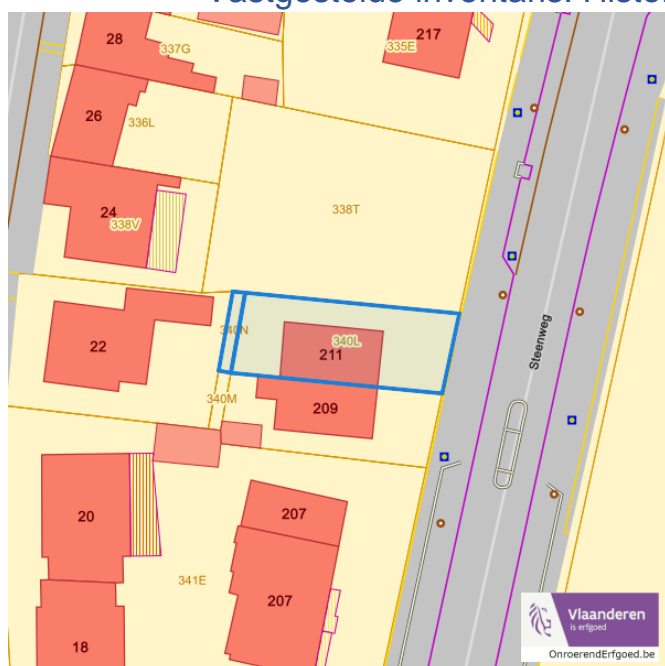 Vastgestelde inventaris: Histo
28
337G
217
335E
26
336L
24
338V
338T
22
340N
340L
211
340M
209
Steenweg
20
207
341E
207
18
Vlaanderen
is erfgoed
OnroerendErfgoed.be